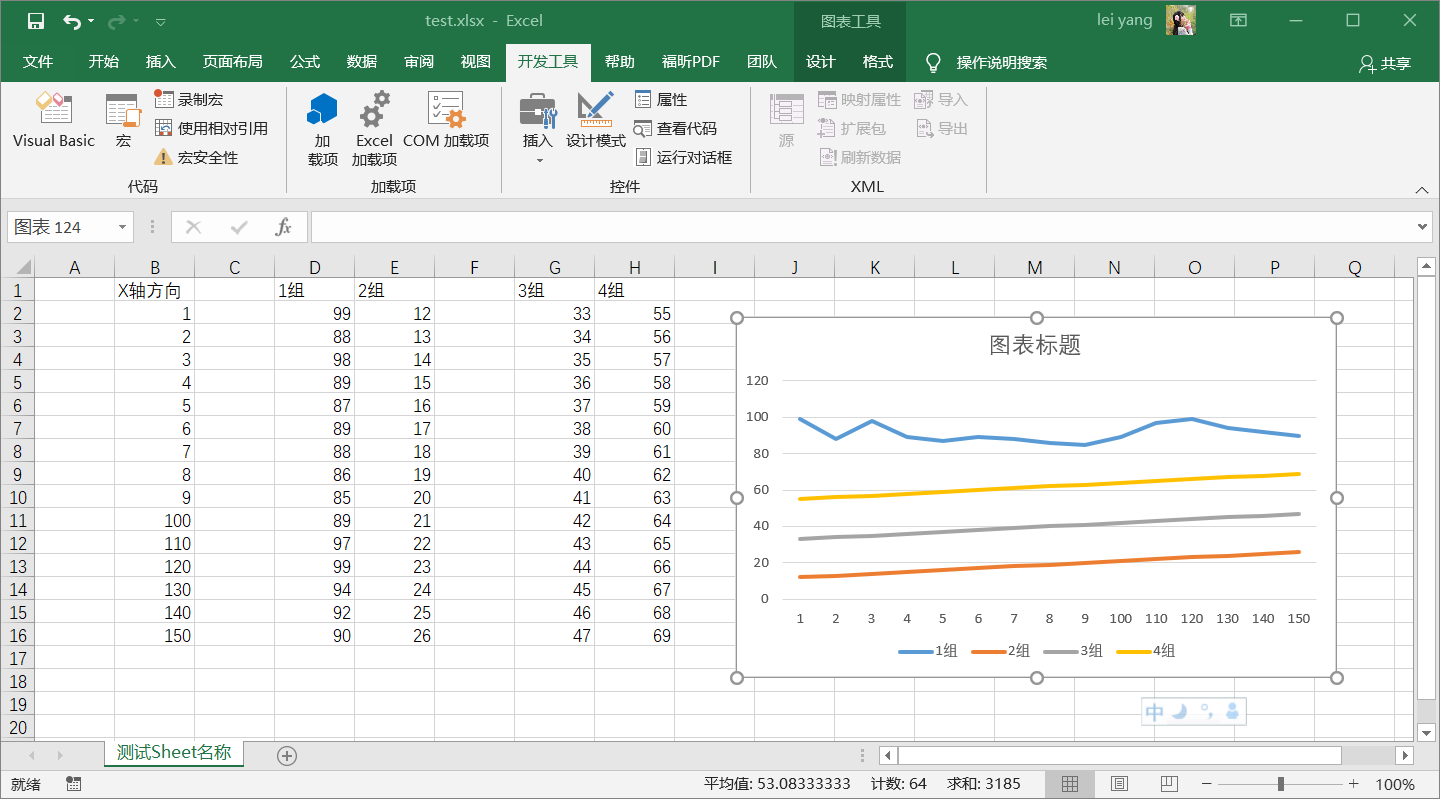 test.xlsx - Excel
图表工具
lei yang
文件 开始 插入 页面布局 公式 数据 审阅 视图 开发工具 帮助 福昕PDF 团队 设计 格式 操作说明搜索 共享
Visual Basic
宏
录制宏
使用相对引用
宏安全性
代码
加
载项
Excel
加载项
COM 加载项
加载项
插入
设计模式
属性
查看代码
运行对话框
控件
源
映射属性
扩展包
刷新数据
导入
导出
XML
图表 124
fx
A B C D E F G H I J K L M N O P Q
1 X轴方向 1组 2组 3组 4组
2 1 99 12 33 55
3 2 88 13 34 56
4 3 98 14 35 57
5 4 89 15 36 58
6 5 87 16 37 59
7 6 89 17 38 60
8 7 88 18 39 61
9 8 86 19 40 62
10 9 85 20 41 63
11 100 89 21 42 64
12 110 97 22 43 65
13 120 99 23 44 66
14 130 94 24 45 67
15 140 92 25 46 68
16 150 90 26 47 69
17
18
19
20
图表标题
120
100
80
60
40
20
0
1 2 3 4 5 6 7 8 9 100 110 120 130 140 150
1组 2组 3组 4组
中
测试Sheet名称
就绪
平均值: 53.08333333 计数: 64 求和: 3185
100%